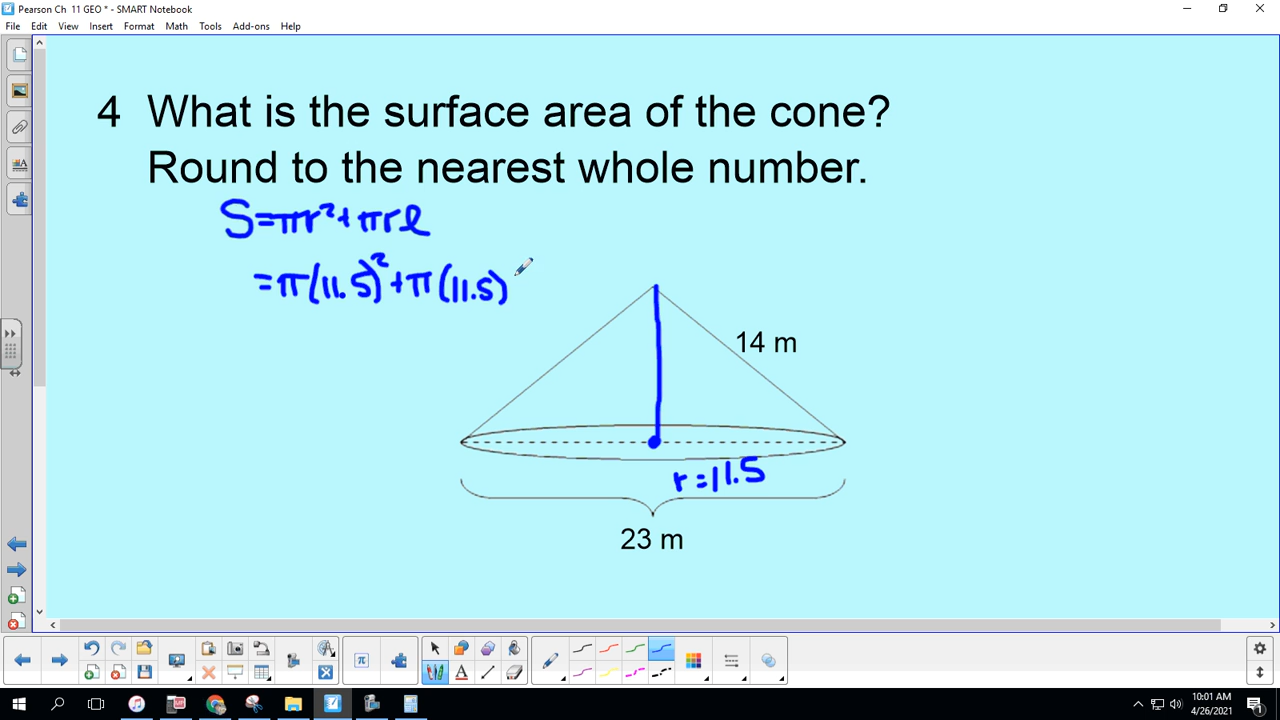 Pearson Ch 11 GEO * - SMART Notebook
File Edit View Insert Format Math Tools Add-ons Help
4 What is the surface area of the cone?
Round to the nearest whole number.
S=πr²+πrl
=π(11.5)²+π(11.5)
14 m
r=11.5
23 m
π
10:01 AM
4/26/2021
1